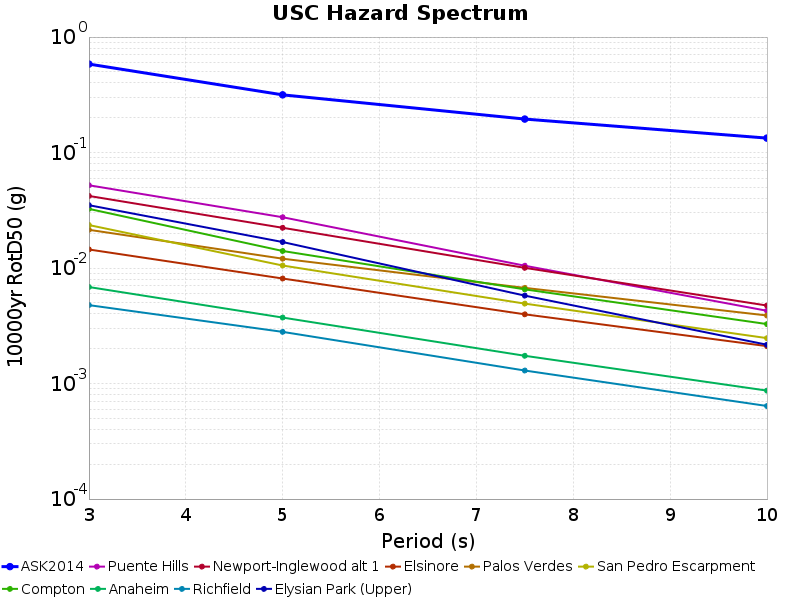 USC Hazard Spectrum
10000yr RotD50 (g)
10^0
10^-1
10^-2
10^-3
10^-4
3 4 5 6 7 8 9 10
Period (s)
ASK2014 Puente Hills Newport-Inglewood alt 1 Elsinore Palos Verdes San Pedro Escarpment
Compton Anaheim Richfield Elysian Park (Upper)